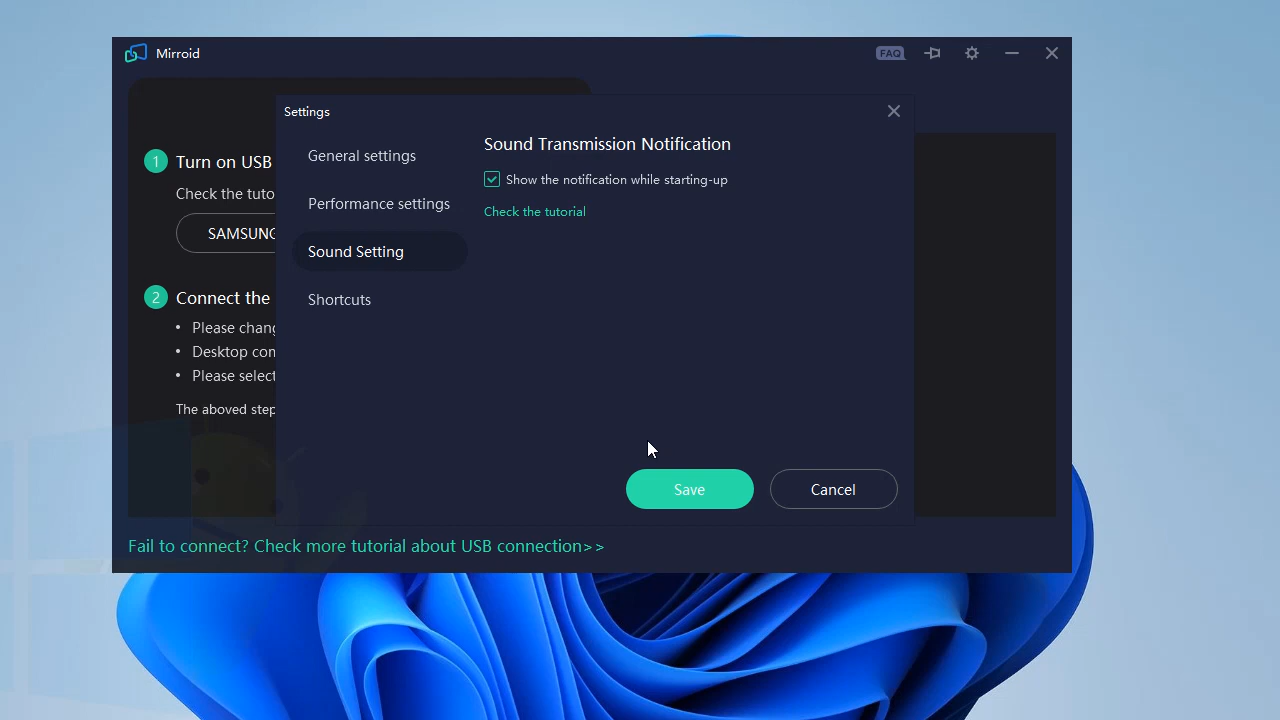 Mirroid
FAQ
Settings
General settings
Performance settings
Sound Setting
Shortcuts
Sound Transmission Notification
Show the notification while starting-up
Check the tutorial
Save
Cancel
1 Turn on USB
Check the tuto
SAMSUNG
2 Connect the
• Please chang
• Desktop con
• Please select
The aboved step
Fail to connect? Check more tutorial about USB connection>>